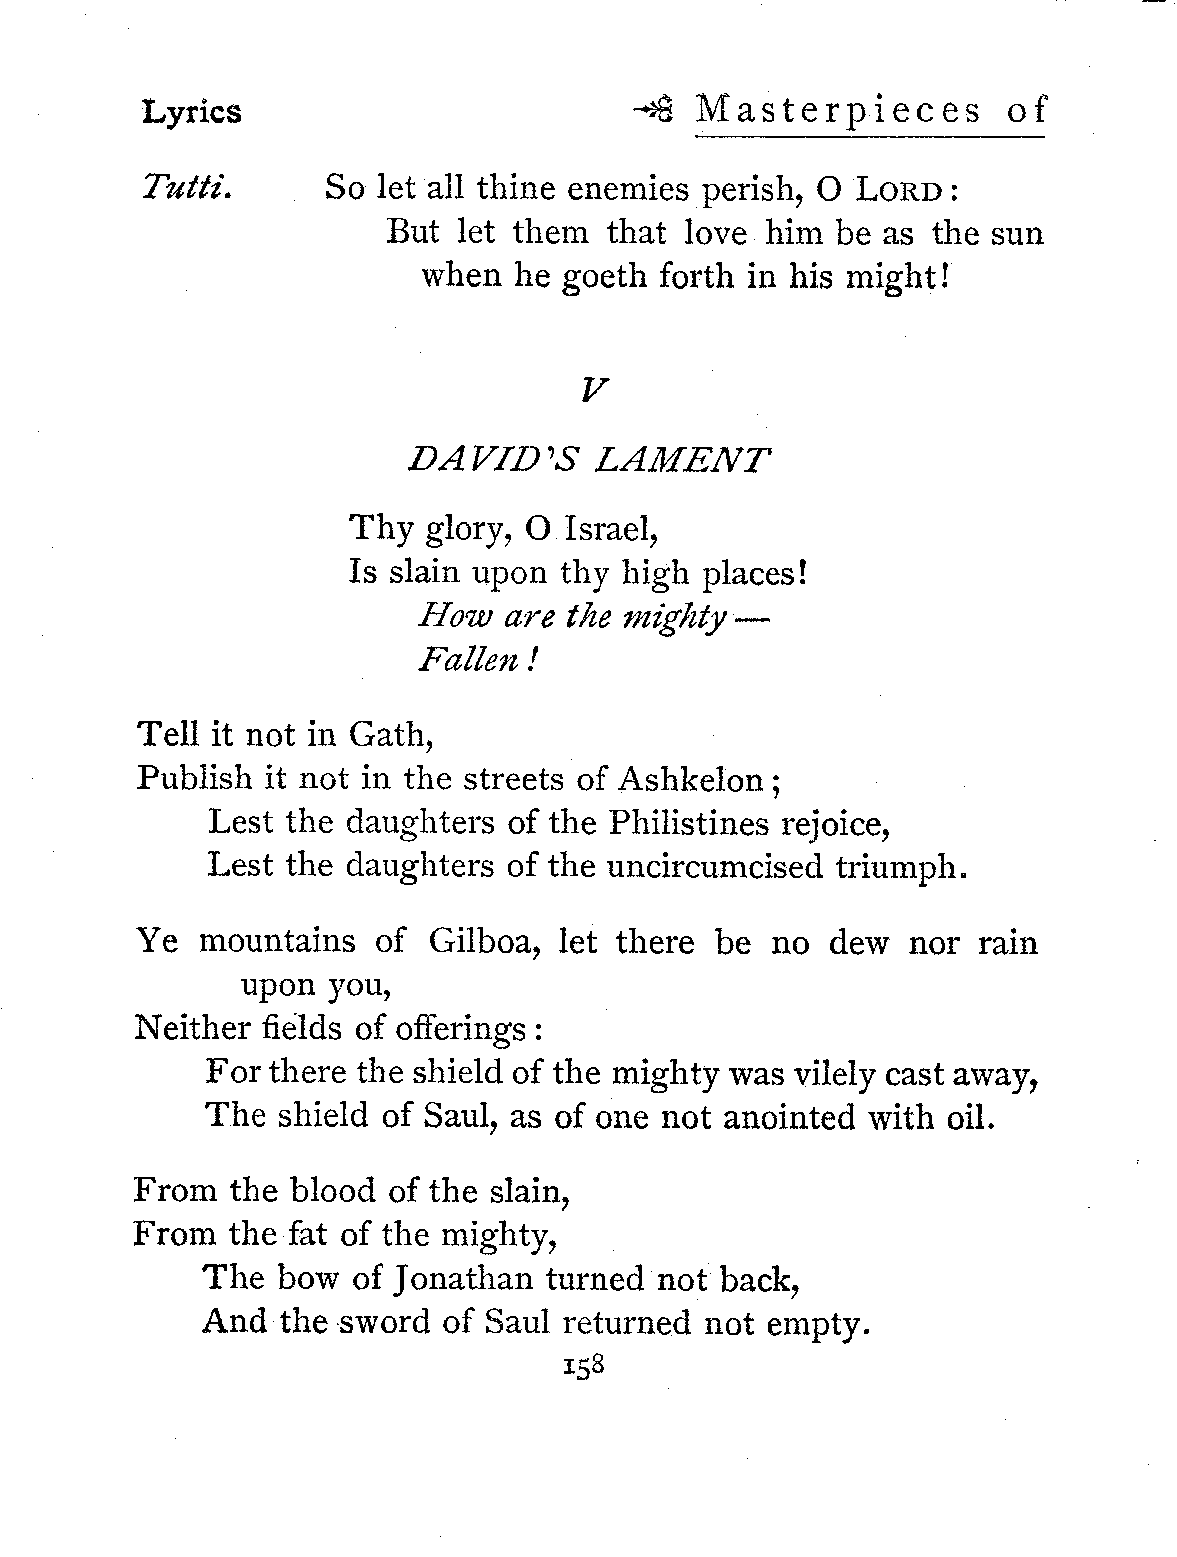 Lyrics Masterpieces of
Tutti. So let all thine enemies perish, O LORD:
But let them that love him be as the sun
when he goeth forth in his might!
V
DAVID'S LAMENT
Thy glory, O Israel,
Is slain upon thy high places!
How are the mighty—
Fallen!
Tell it not in Gath,
Publish it not in the streets of Ashkelon;
Lest the daughters of the Philistines rejoice,
Lest the daughters of the uncircumcised triumph.
Ye mountains of Gilboa, let there be no dew nor rain
upon you,
Neither fields of offerings:
For there the shield of the mighty was vilely cast away,
The shield of Saul, as of one not anointed with oil.
From the blood of the slain,
From the fat of the mighty,
The bow of Jonathan turned not back,
And the sword of Saul returned not empty.
158